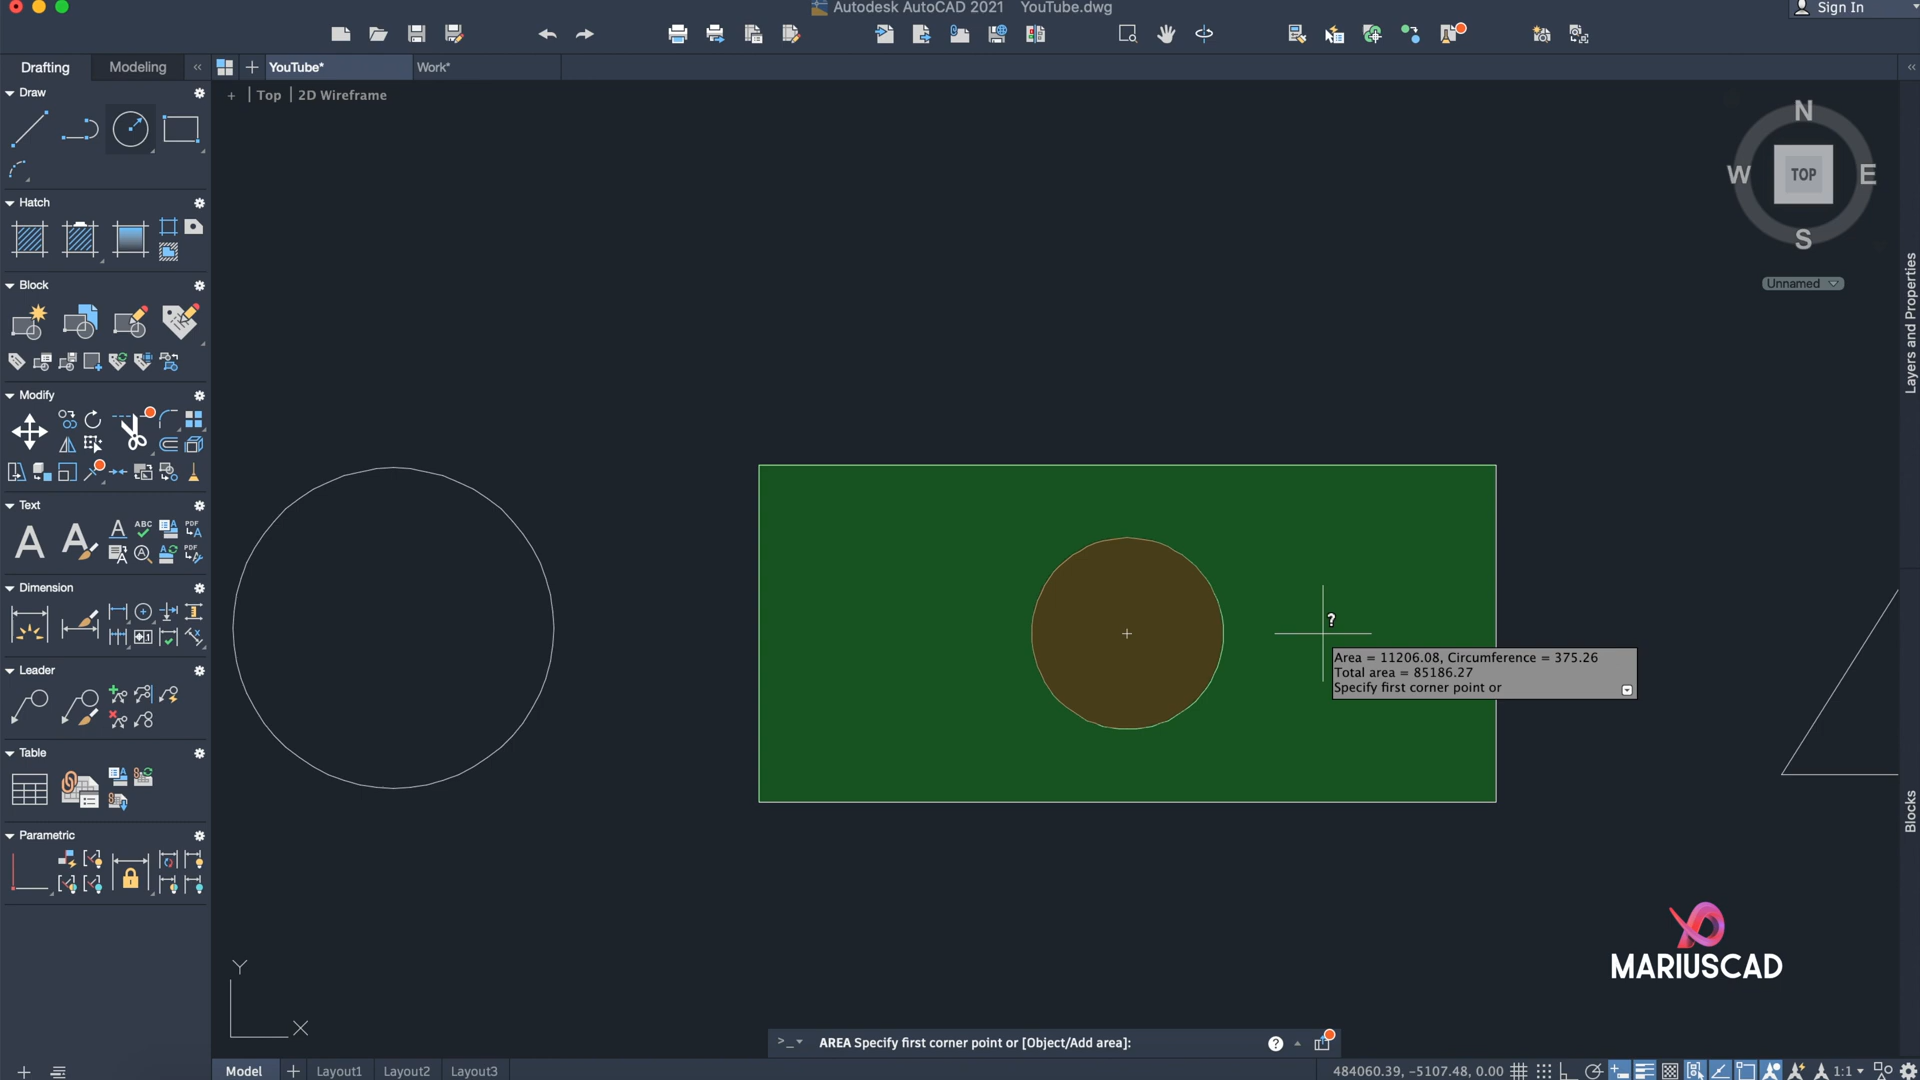 Autodesk AutoCAD 2021 YouTube.dwg
Sign In
Drafting Modeling
YouTube* Work*
Draw
+ | Top | 2D Wireframe
N
W TOP E
S
Unnamed
Hatch
Block
Modify
Text
A
ABC
PDF
A
PDF
Dimension
Leader
Table
Parametric
Layers and Properties
Blocks
?
Area = 11206.08, Circumference = 375.26
Total area = 85186.27
Specify first corner point or
MARIUSCAD
Y
X
>_ AREA Specify first corner point or [Object/Add area]:
?
Model + Layout1 Layout2 Layout3
484060.39, -5107.48, 0.00
1:1